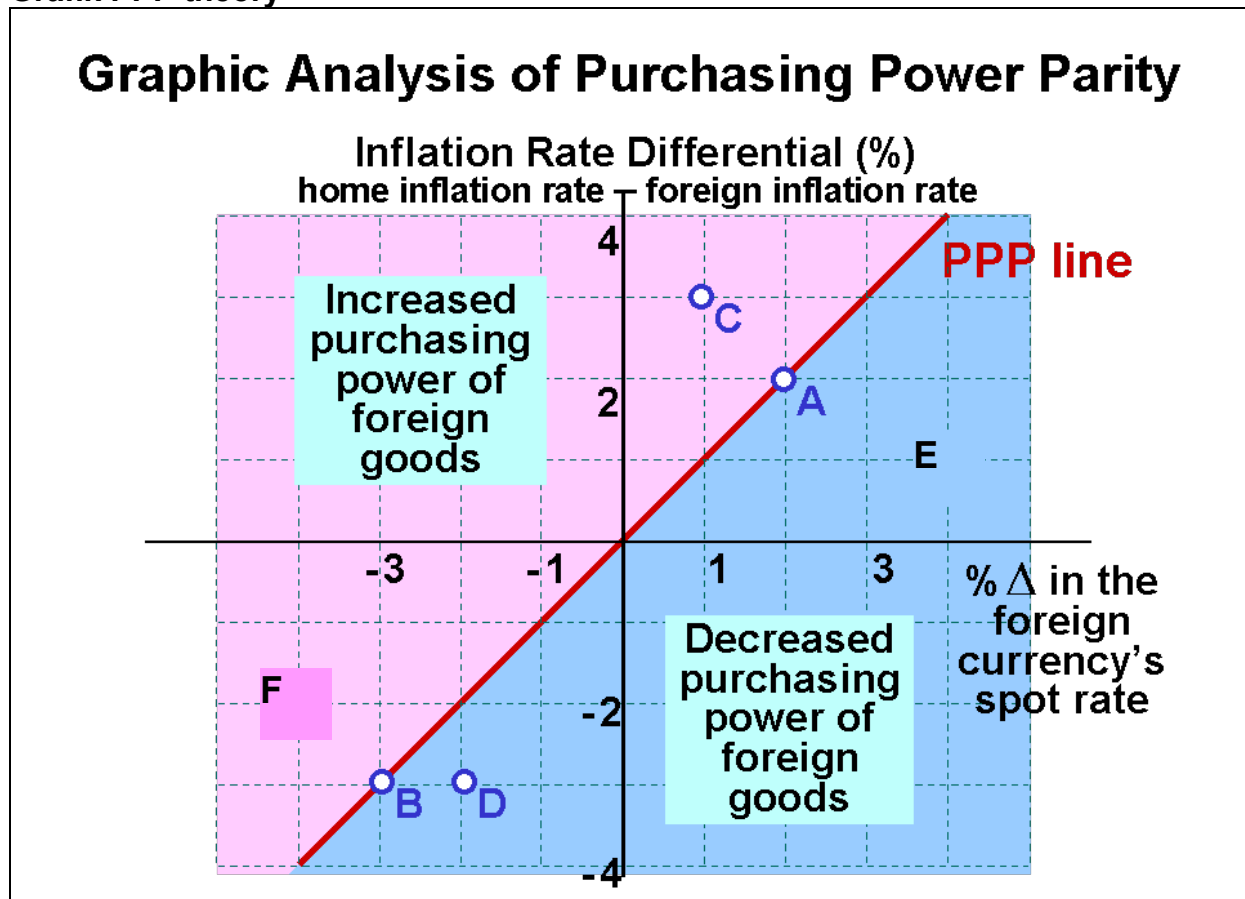 Graphic Analysis of Purchasing Power Parity
Inflation Rate Differential (%)
home inflation rate – foreign inflation rate
4
PPP line
Increased
purchasing
power of
foreign
goods
C
2
A
E
-3
-1
1
3
% Δ in the
foreign
currency's
spot rate
Decreased
purchasing
power of
foreign
goods
F
-2
B
D
-4